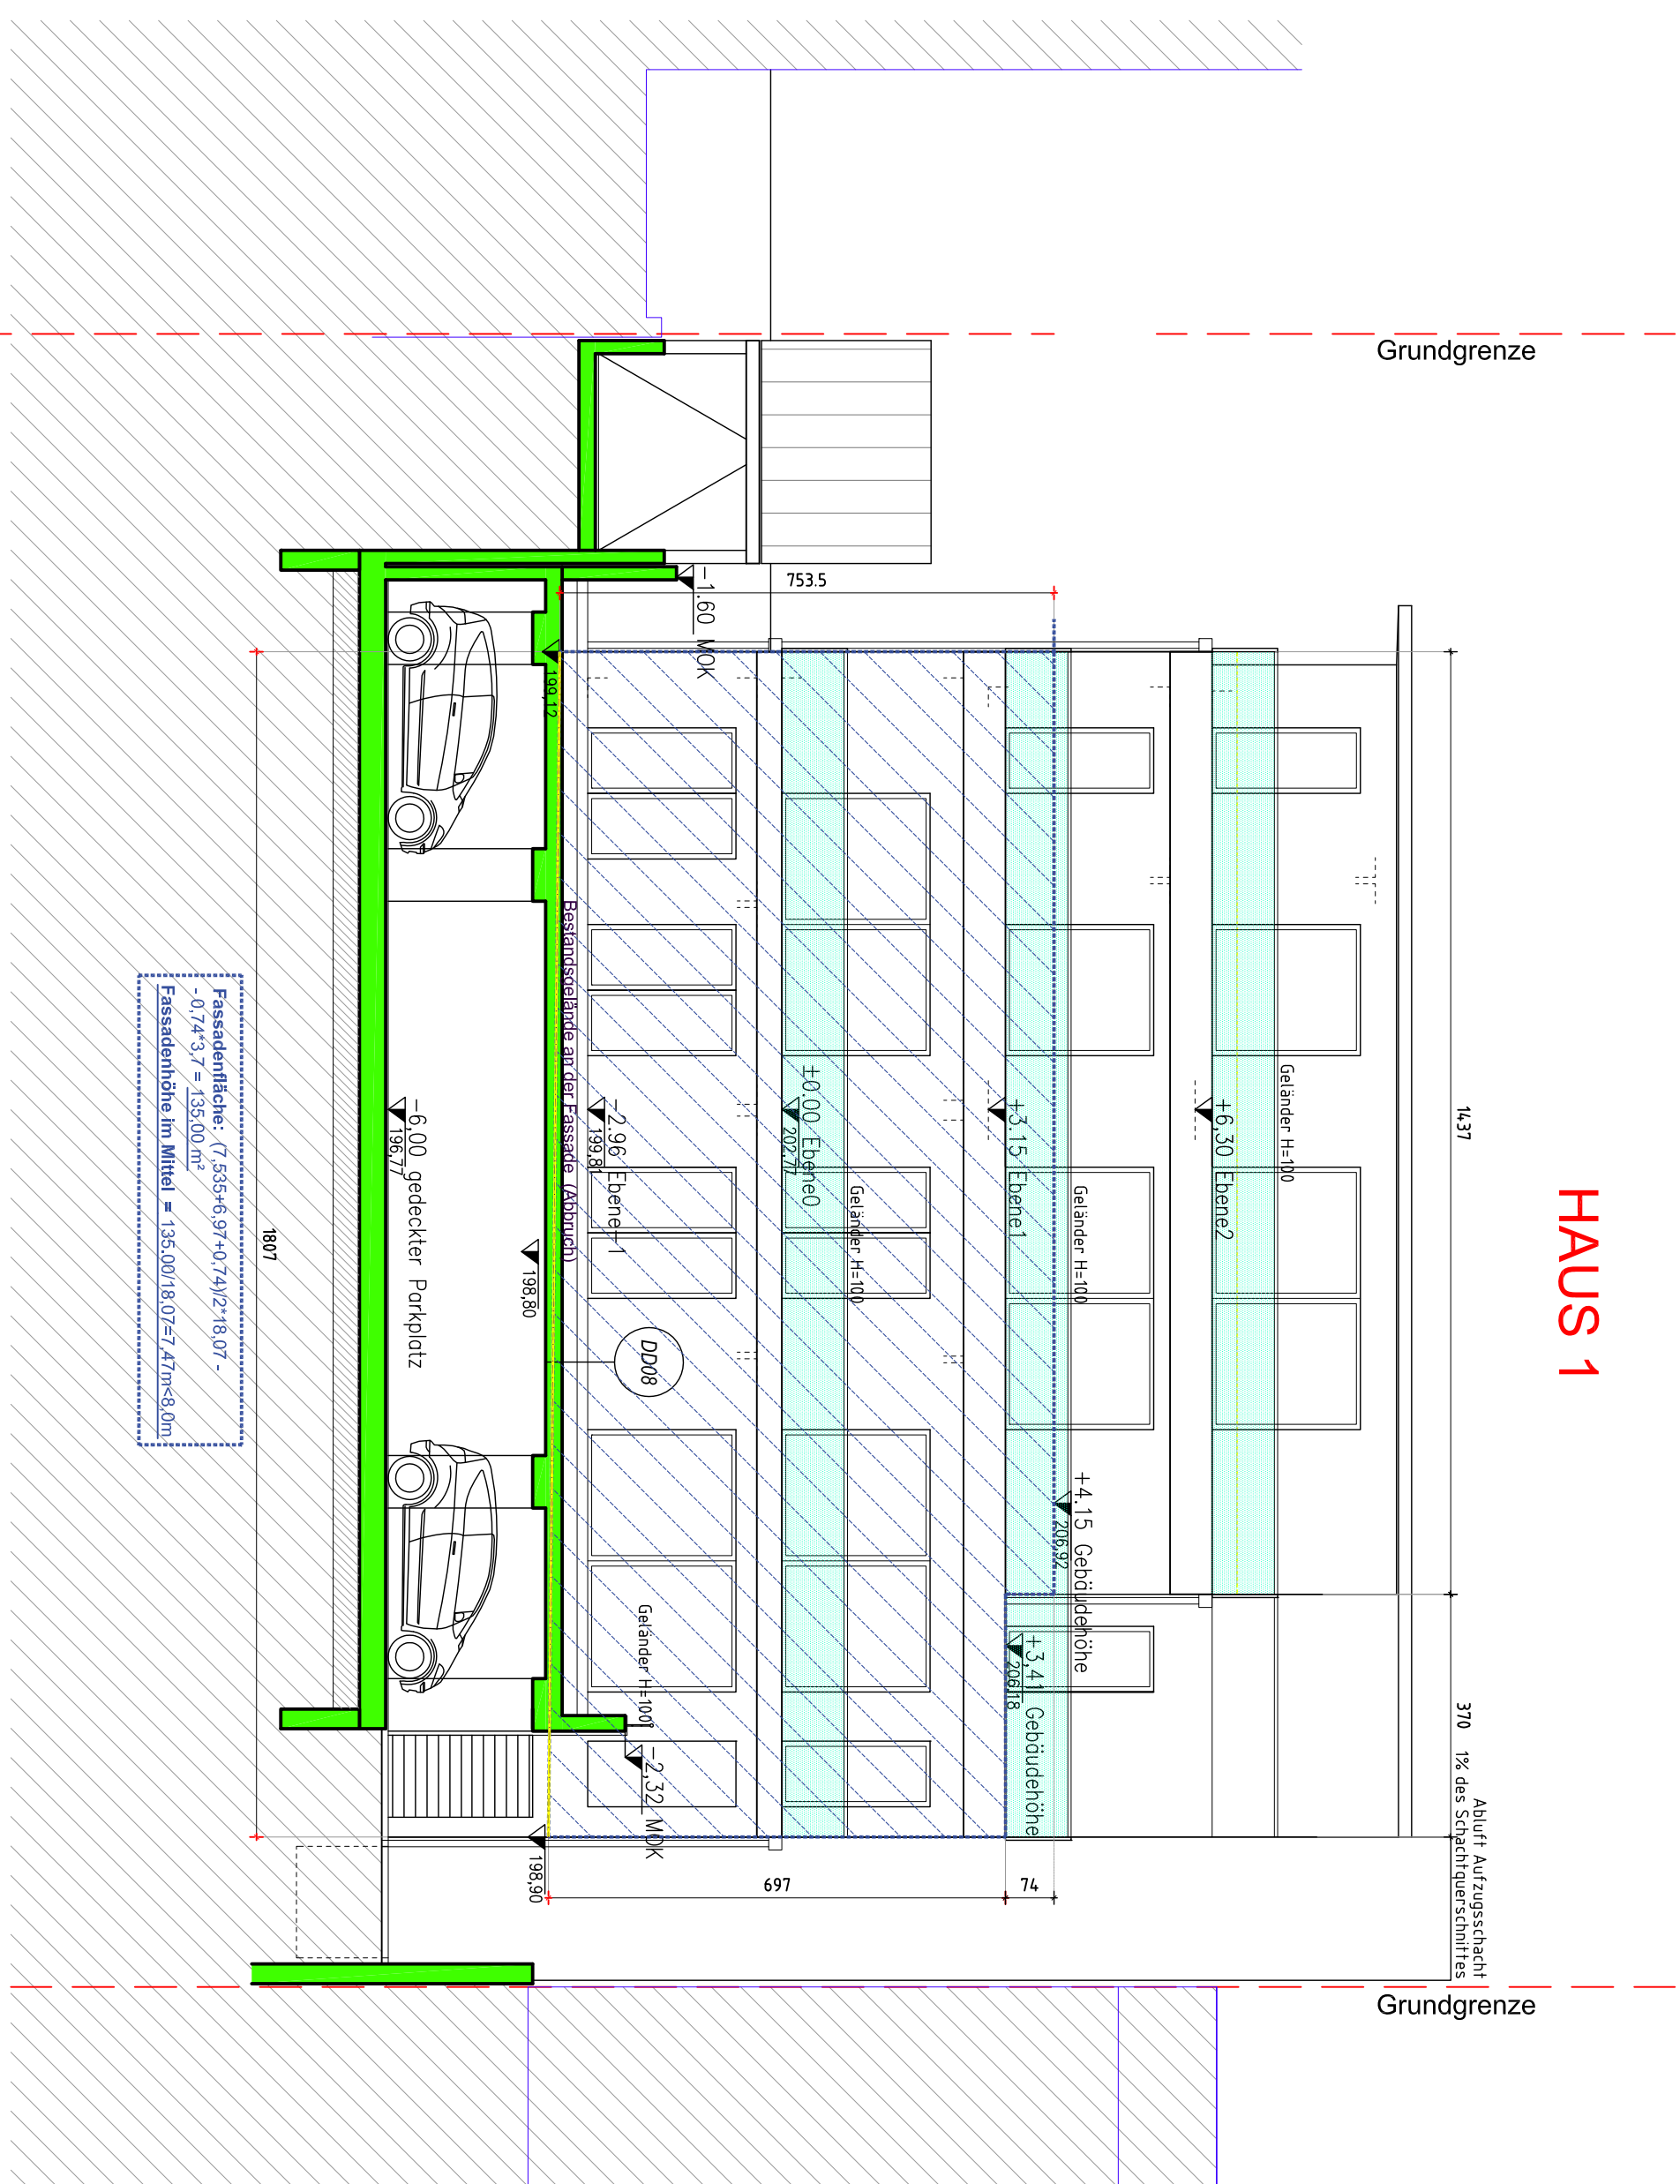 HAUS 1
Grundgrenze
Grundgrenze
1437
370
Abluft Aufzugsschacht
1% des Schachtquerschnittes
Geländer H=100
+6,30 Ebene2
Geländer H=100
+3.15 Ebene1
+4.15 Gebäudehöhe
206,92
+3,41 Gebäudehöhe
206,18
Geländer H=100
±0.00 Ebene0
202,77
753.5
697
74
-1.60 MOK
-2.96 Ebene-1
199,81
DD08
Geländer H=100
-2,32 MOK
199,12
Bestandsgelände an der Fassade (Abbruch)
198,80
198,90
-6,00 gedeckter Parkplatz
196,77
1807
Fassadenfläche: (7,535+6,97+0,74)/2*18,07 -
- 0,74*3,7 = 135,00 m²
Fassadenhöhe im Mittel = 135.00/18.07=7,47m<8,0m